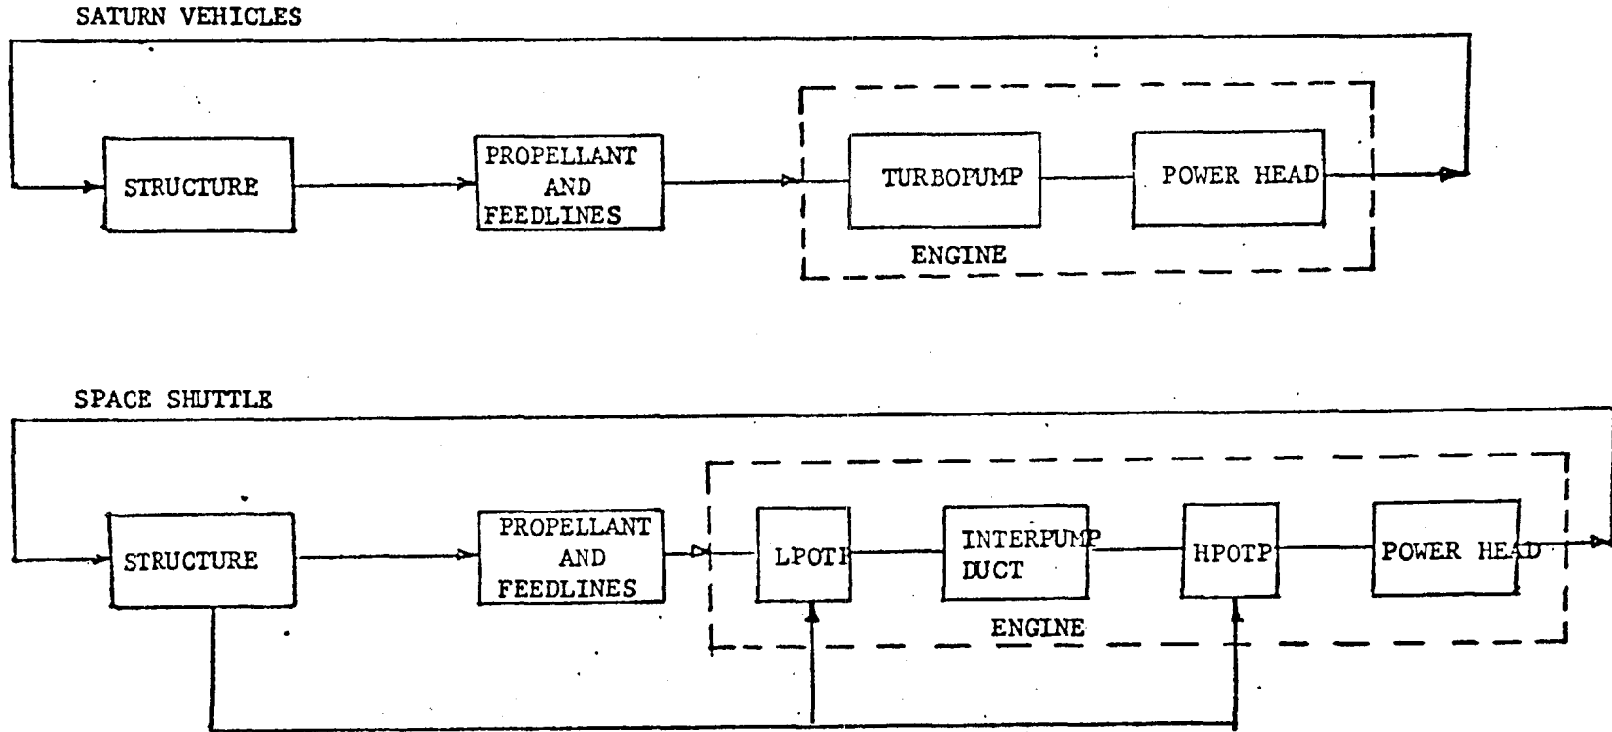 SATURN VEHICLES
STRUCTURE
PROPELLANT
AND
FEEDLINES
TURBOPUMP
POWER HEAD
ENGINE
SPACE SHUTTLE
STRUCTURE
PROPELLANT
AND
FEEDLINES
LPOTP
INTERPUMP
DUCT
HPOTP
POWER HEAD
ENGINE